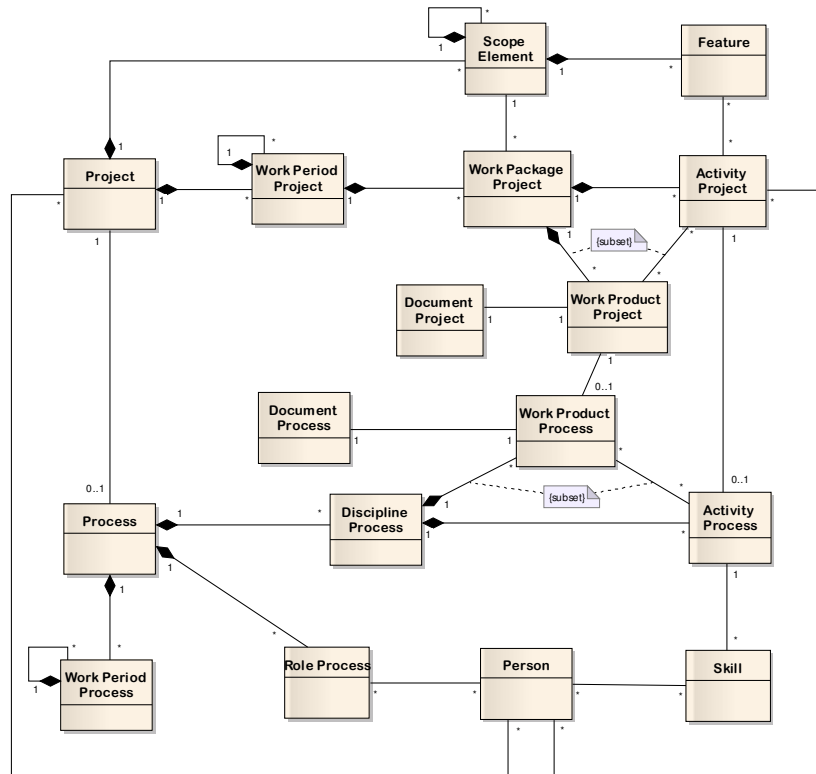 *
1
Scope
Element
*
1
*
Feature
1
*
*
*
1
Project
1
*
*
1
Work Period
Project
1
*
Work Package
Project
1
*
Activity
Project
*
1
1
*
1
{subset}
*
*
Document
Project
1
1
Work Product
Project
1
0..1
Document
Process
1
1
Work Product
Process
*
*
{subset}
*
0..1
0..1
Process
1
*
Discipline
Process
1
1
*
Activity
Process
1
1
1
*
*
*
1
Work Period
Process
*
Role Process
*
*
Person
*
*
*
Skill
*
*